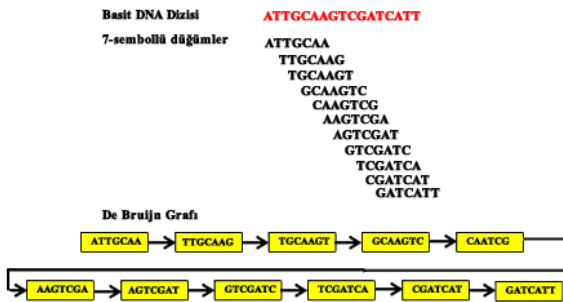 Basit DNA Dizisi ATTGCAAGTCGATCATT
7-sembollü düğümler ATTGCAA
TTGCAAG
TGCAAGT
GCAAGTC
CAAGTCG
AAGTCGA
AGTCGAT
GTCGATC
TCGATCA
CGATCAT
GATCATT
De Bruijn Grafı
ATTGCAA TTGCAAG TGCAAGT GCAAGTC CAATCG
AAGTCGA AGTCGAT GTCGATC TCGATCA CGATCAT GATCATT